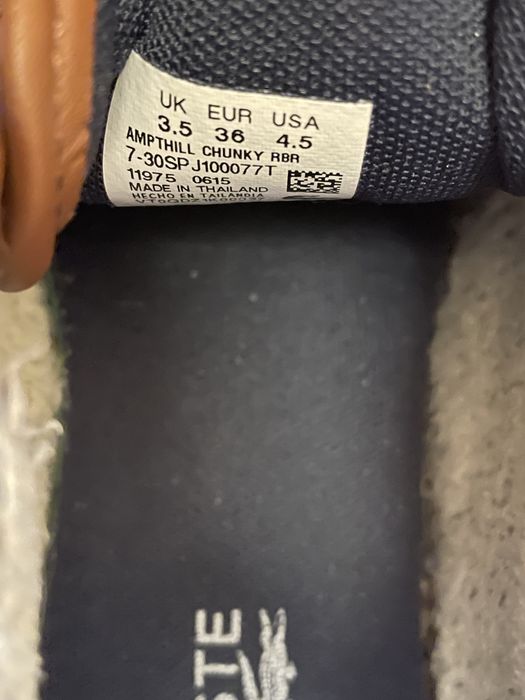 UK EUR USA
3.5 36 4.5
AMPTHILL CHUNKY RBR
7-30SPJ100077T
11975 0615
MADE IN THAILAND
HECHO EN TAILANDIA
STE